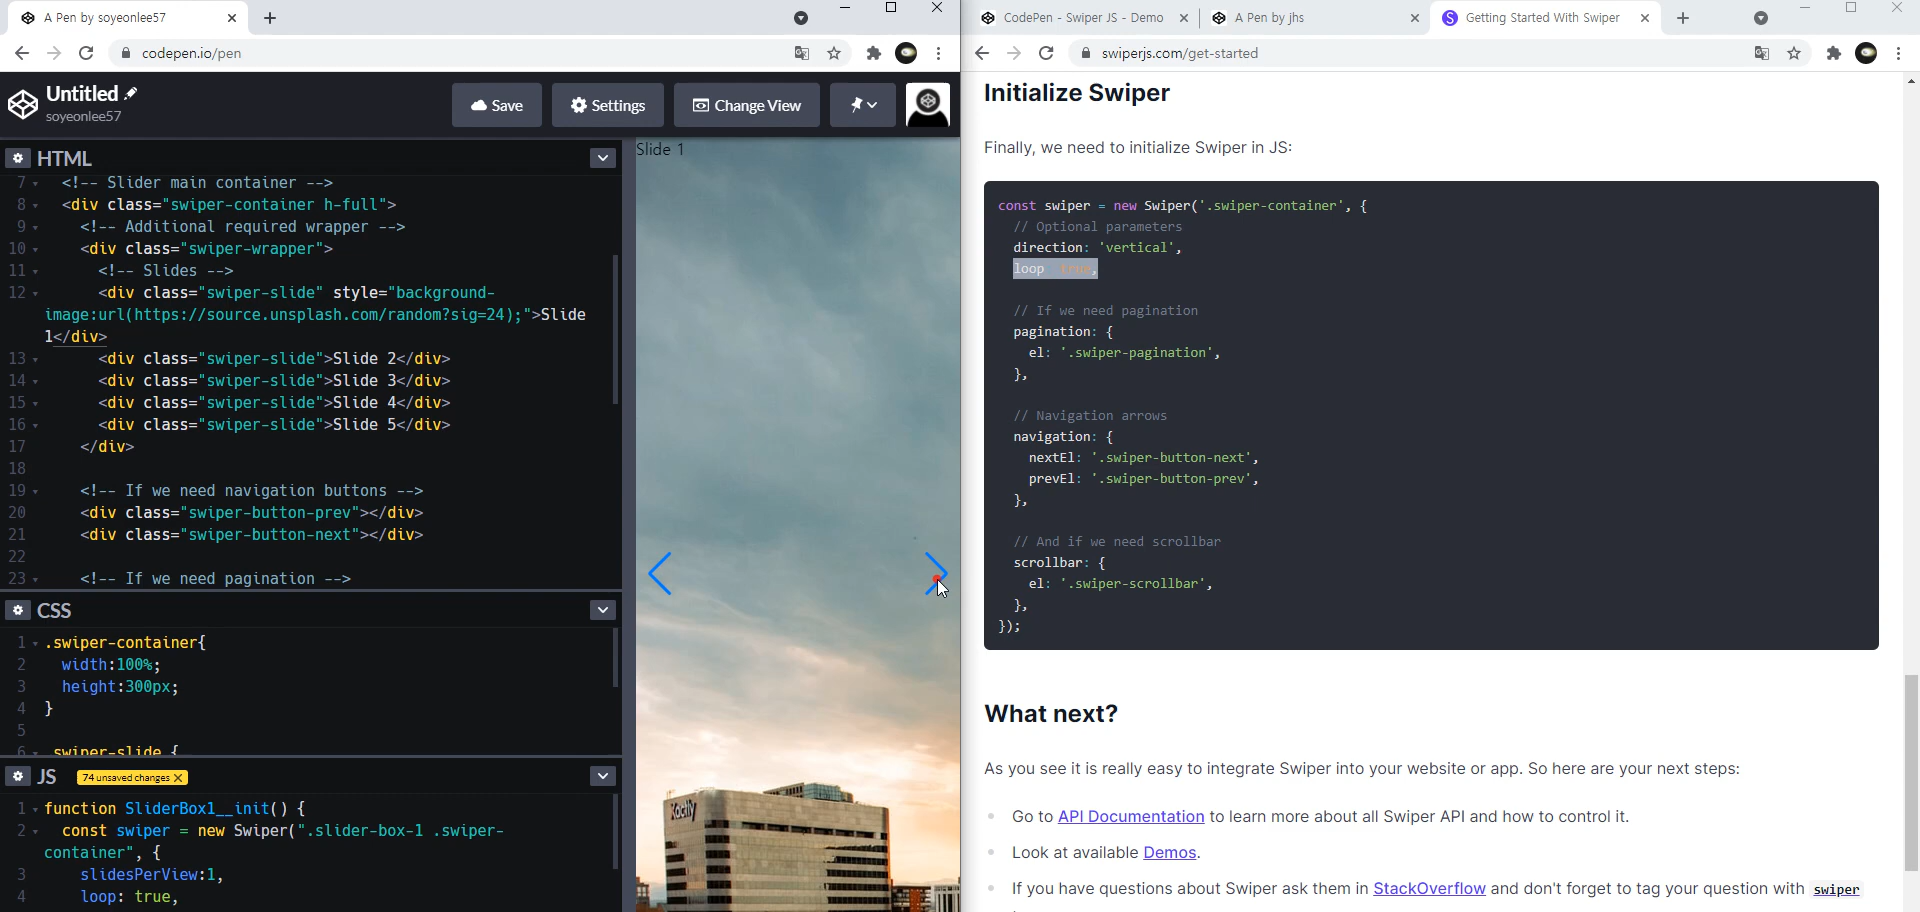 A Pen by soyeonlee57
codepen.io/pen
Untitled
soyeonlee57
Save
Settings
Change View
HTML
7 <!-- Slider main container -->
8 <div class="swiper-container h-full">
9 <!-- Additional required wrapper -->
10 <div class="swiper-wrapper">
11 <!-- Slides -->
12 <div class="swiper-slide" style="background-
image:url(https://source.unsplash.com/random?sig=24);">Slide
1</div>
13 <div class="swiper-slide">Slide 2</div>
14 <div class="swiper-slide">Slide 3</div>
15 <div class="swiper-slide">Slide 4</div>
16 <div class="swiper-slide">Slide 5</div>
17 </div>
18
19 <!-- If we need navigation buttons -->
20 <div class="swiper-button-prev"></div>
21 <div class="swiper-button-next"></div>
22
23 <!-- If we need pagination -->
CSS
1 .swiper-container{
2 width:100%;
3 height:300px;
4 }
5
6 .swiper-slide {
JS
74 unsaved changes
1 function SliderBox1__init() {
2 const swiper = new Swiper(".slider-box-1 .swiper-
container", {
3 slidesPerView:1,
4 loop: true,
Slide 1
Xactly
CodePen - Swiper JS - Demo
A Pen by jhs
Getting Started With Swiper
swiperjs.com/get-started
Initialize Swiper
Finally, we need to initialize Swiper in JS:
const swiper = new Swiper('.swiper-container', {
// Optional parameters
direction: 'vertical',
loop: true,
// If we need pagination
pagination: {
el: '.swiper-pagination',
},
// Navigation arrows
navigation: {
nextEl: '.swiper-button-next',
prevEl: '.swiper-button-prev',
},
// And if we need scrollbar
scrollbar: {
el: '.swiper-scrollbar',
},
});
What next?
As you see it is really easy to integrate Swiper into your website or app. So here are your next steps:
Go to API Documentation to learn more about all Swiper API and how to control it.
Look at available Demos.
If you have questions about Swiper ask them in StackOverflow and don't forget to tag your question with swiper